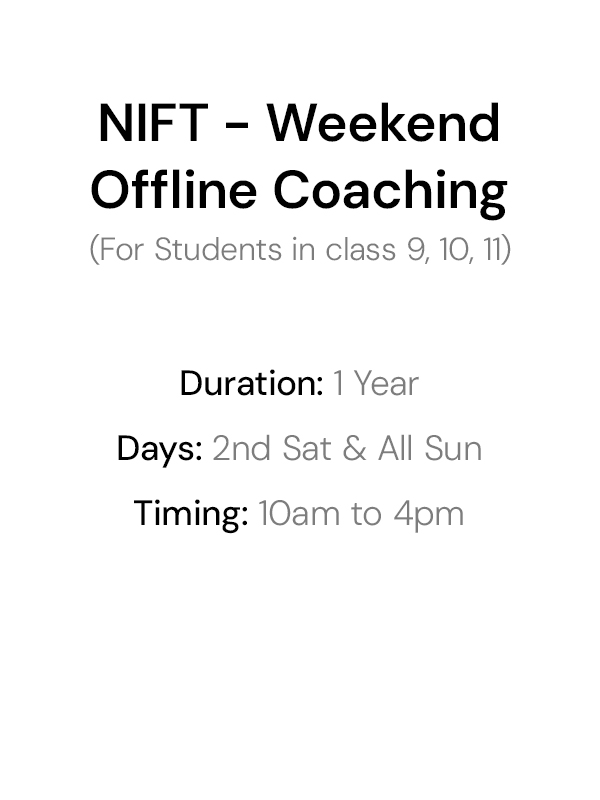 NIFT - Weekend
Offline Coaching
(For Students in class 9, 10, 11)
Duration: 1 Year
Days: 2nd Sat & All Sun
Timing: 10am to 4pm